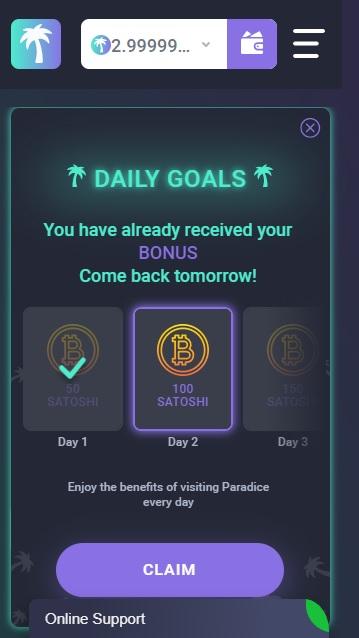 2.99999...
DAILY GOALS
You have already received your
BONUS
Come back tomorrow!
50
SATOSHI
100
SATOSHI
150
SATOSHI
Day 1
Day 2
Day 3
Enjoy the benefits of visiting Paradice
every day
CLAIM
Online Support